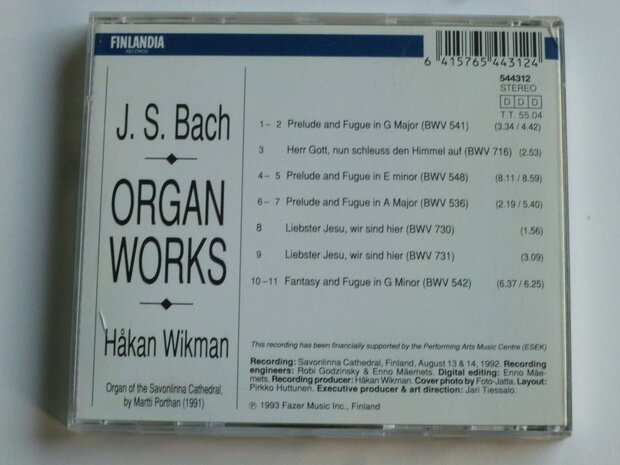 FINLANDIA
RECORDS
6 415765 443124
544312
STEREO
D D D
T.T. 55.04
J. S. Bach
ORGAN
WORKS
Håkan Wikman
Organ of the Savonlinna Cathedral,
by Martti Porthan (1991)
1 – 2 Prelude and Fugue in G Major (BWV 541) (3.34 / 4.42)
3 Herr Gott, nun schleuss den Himmel auf (BWV 716) (2.53)
4 – 5 Prelude and Fugue in E minor (BWV 548) (8.11 / 8.59)
6 – 7 Prelude and Fugue in A Major (BWV 536) (2.19 / 5.40)
8 Liebster Jesu, wir sind hier (BWV 730) (1.56)
9 Liebster Jesu, wir sind hier (BWV 731) (3.09)
10 – 11 Fantasy and Fugue in G Minor (BWV 542) (6.37 / 6.25)
This recording has been financially supported by the Performing Arts Music Centre (ESEK)
Recording: Savonlinna Cathedral, Finland, August 13 & 14, 1992. Recording
engineers: Robi Godzinsky & Enno Mäemets. Digital editing: Enno Mäe-
mets. Recording producer: Håkan Wikman. Cover photo by Foto-Jatta. Layout:
Pirkko Huttunen. Executive producer & art direction: Jari Tiessalo.
℗ 1993 Fazer Music Inc., Finland